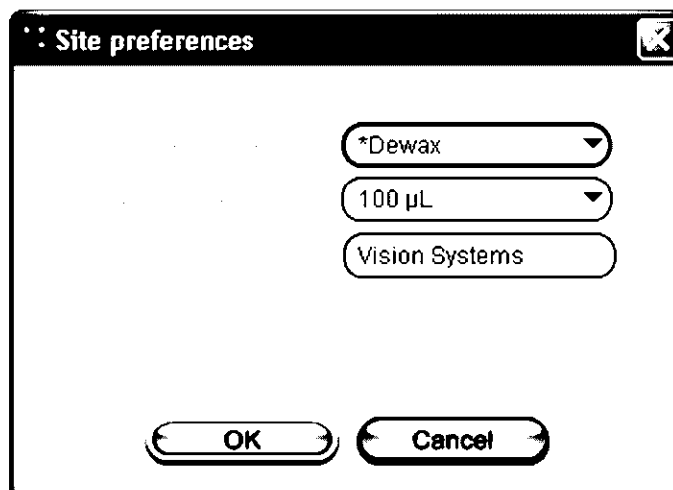 Site preferences
*Dewax
100 µL
Vision Systems
OK
Cancel